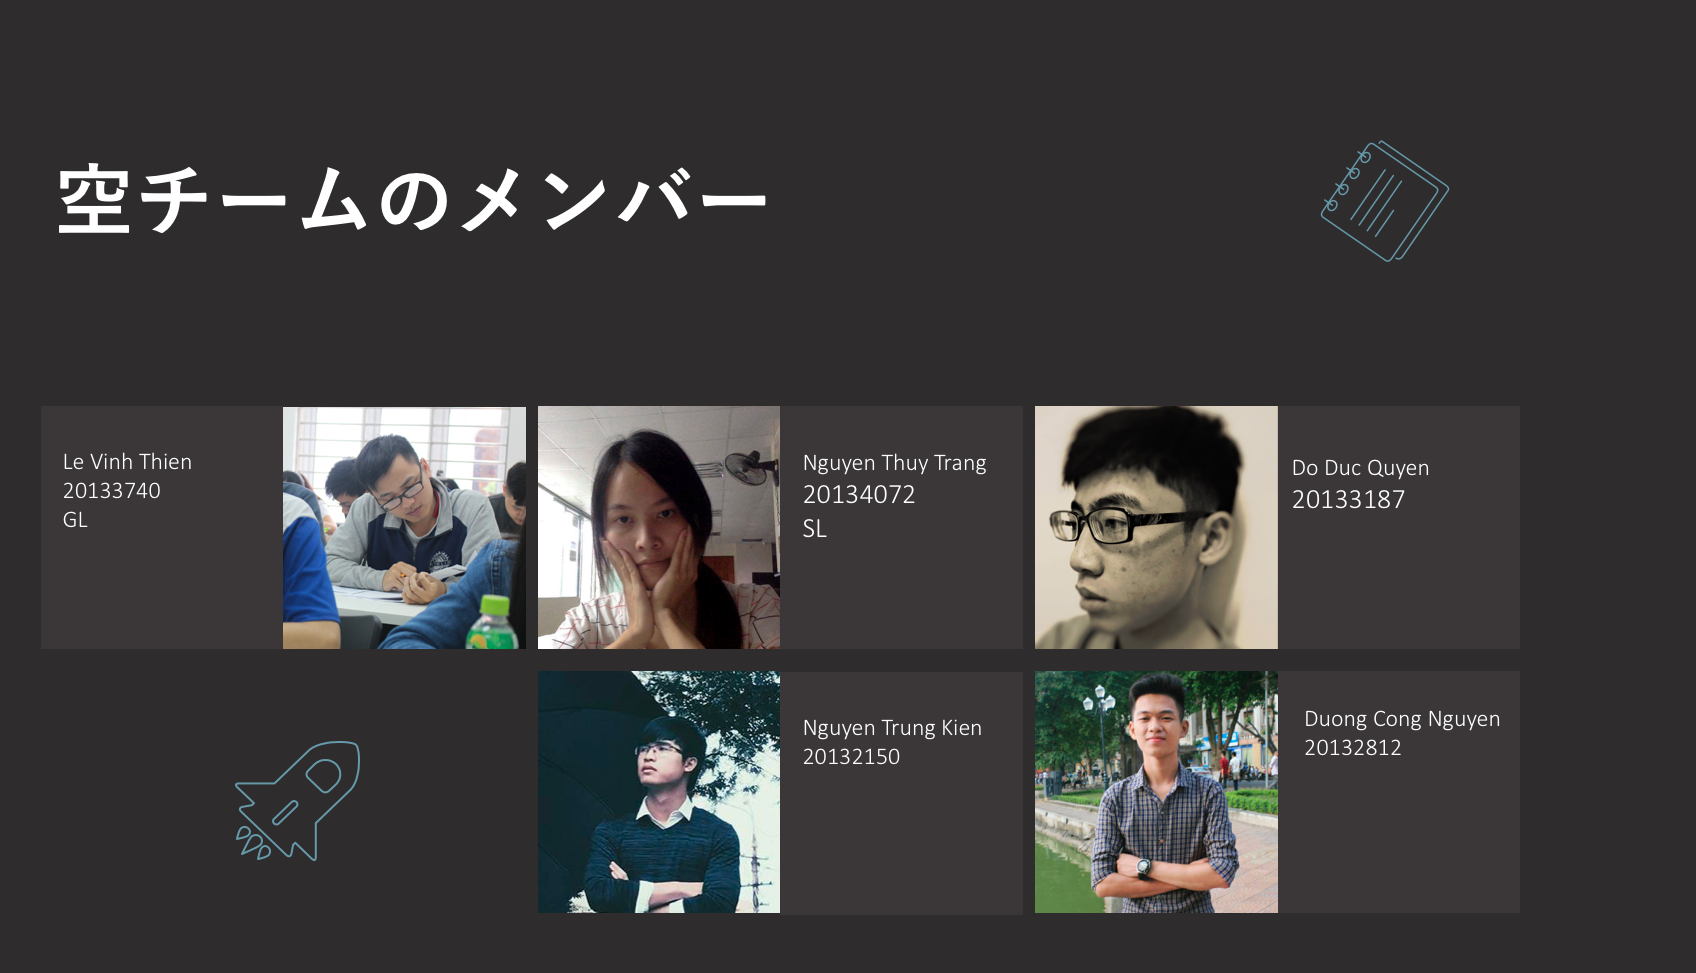 空チームのメンバー
Le Vinh Thien
20133740
GL
Nguyen Thuy Trang
20134072
SL
Do Duc Quyen
20133187
Nguyen Trung Kien
20132150
Duong Cong Nguyen
20132812